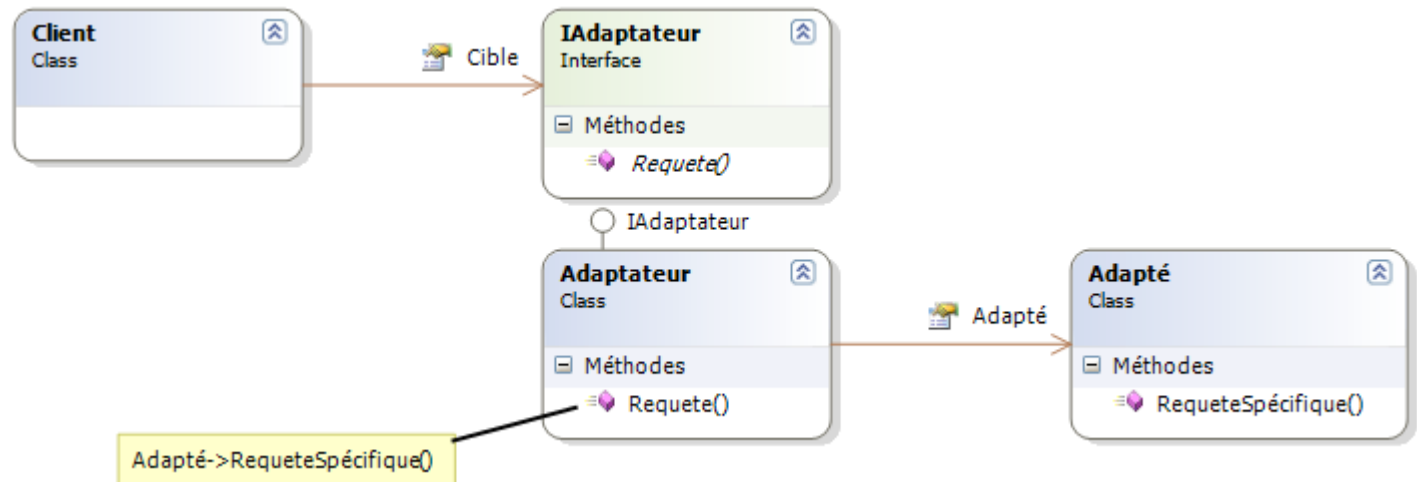 Client
Class
Cible
IAdaptateur
Interface
Méthodes
Requete()
IAdaptateur
Adaptateur
Class
Méthodes
Requete()
Adapté
Adapté
Class
Méthodes
RequeteSpécifique()
Adapté->RequeteSpécifique()